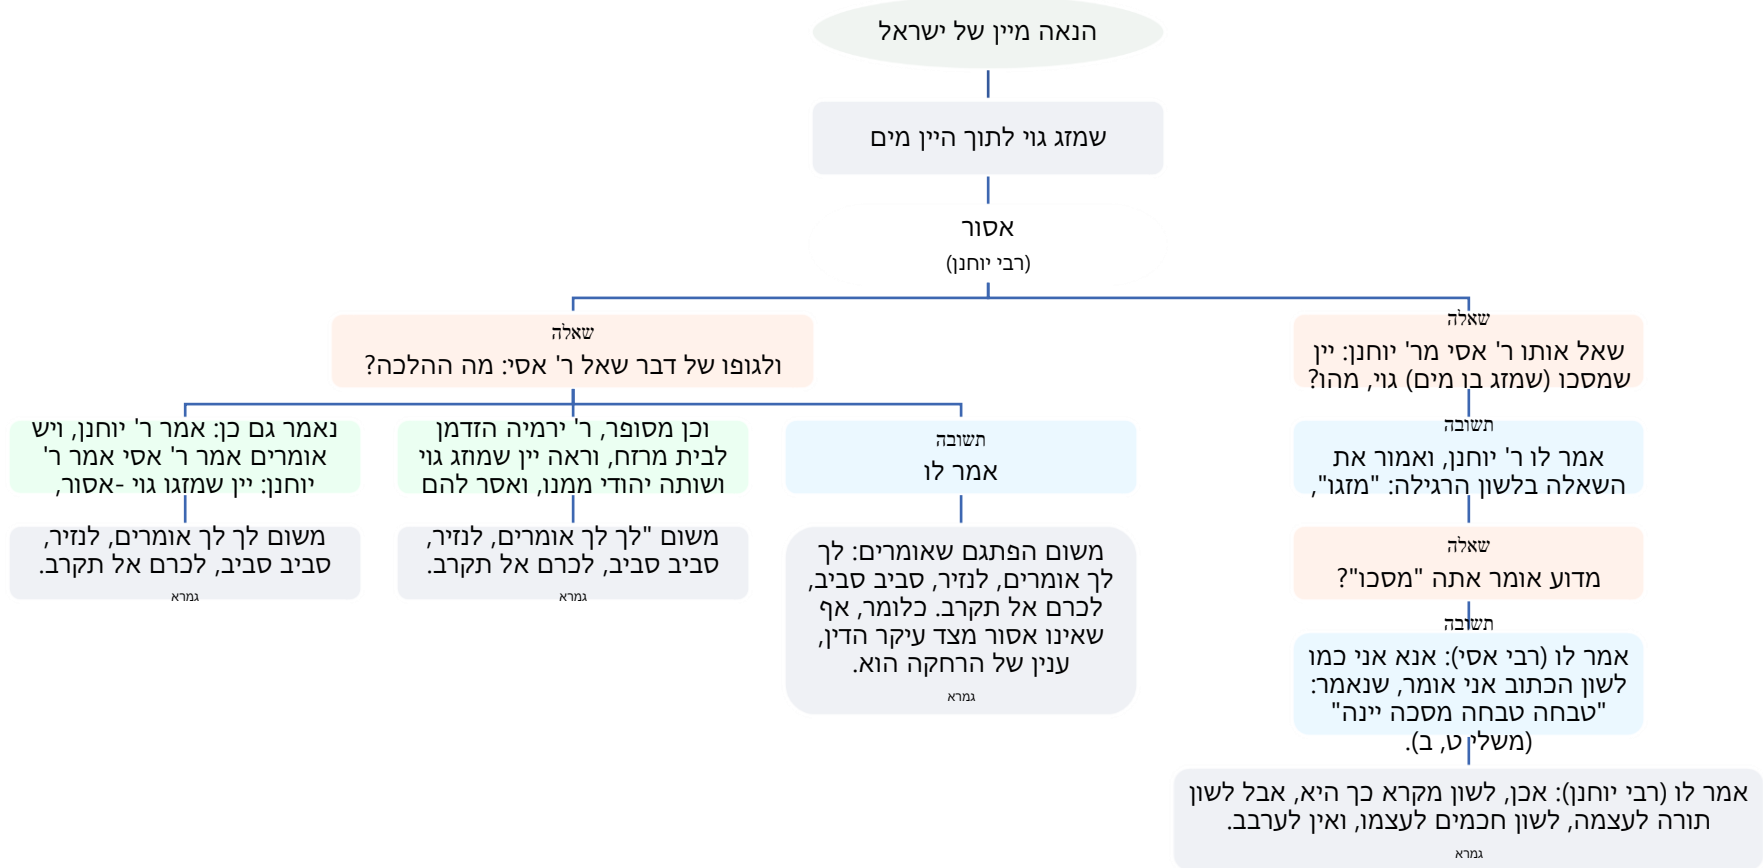 הנאה מיין של ישראל
שמזג גוי לתוך היין מים
אסור
(רבי יוחנן)
שאלה
שאל אותו ר' אסי מר' יוחנן: יין
שמסכו (שמזג בו מים) גוי, מהו?
תשובה
אמר לו ר' יוחנן, ואמור את
השאלה בלשון הרגילה: "מזגו",
שאלה
מדוע אומר אתה "מסכו"?
תשובה
אמר לו (רבי אסי): אנא אני כמו
לשון הכתוב אני אומר, שנאמר:
"טבחה טבחה מסכה יינה"
(משלי ט, ב).
אמר לו (רבי יוחנן): אכן, לשון מקרא כך היא, אבל לשון
תורה לעצמה, לשון חכמים לעצמו, ואין לערבב.
גמרא
שאלה
ולגופו של דבר שאל ר' אסי: מה ההלכה?
תשובה
אמר לו
משום הפתגם שאומרים: לך
לך אומרים, לנזיר, סביב סביב,
לכרם אל תקרב. כלומר, אף
שאינו אסור מצד עיקר הדין,
ענין של הרחקה הוא.
גמרא
וכן מסופר, ר' ירמיה הזדמן
לבית מרזח, וראה יין שמוזג גוי
ושותה יהודי ממנו, ואסר להם
משום "לך לך אומרים, לנזיר,
סביב סביב, לכרם אל תקרב.
גמרא
נאמר גם כן: אמר ר' יוחנן, ויש
אומרים אמר ר' אסי אמר ר'
יוחנן: יין שמזגו גוי -אסור,
משום לך לך אומרים, לנזיר,
סביב סביב, לכרם אל תקרב.
גמרא